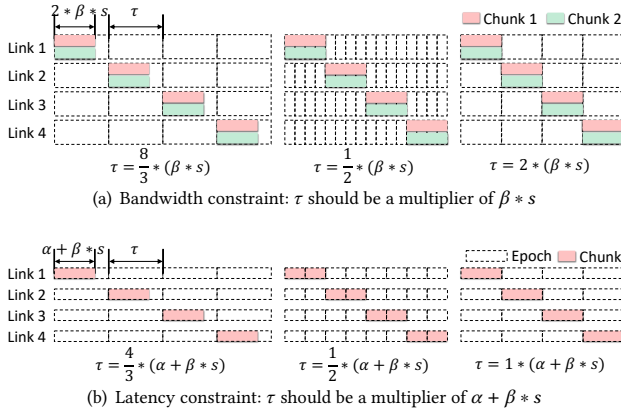 2 * β * s τ Chunk 1 Chunk 2
Link 1
Link 2
Link 3
Link 4
τ = 8/3 * (β * s) τ = 1/2 * (β * s) τ = 2 * (β * s)
(a) Bandwidth constraint: τ should be a multiplier of β * s
α + β * s τ Epoch Chunk
Link 1
Link 2
Link 3
Link 4
τ = 4/3 * (α + β * s) τ = 1/2 * (α + β * s) τ = 1 * (α + β * s)
(b) Latency constraint: τ should be a multiplier of α + β * s